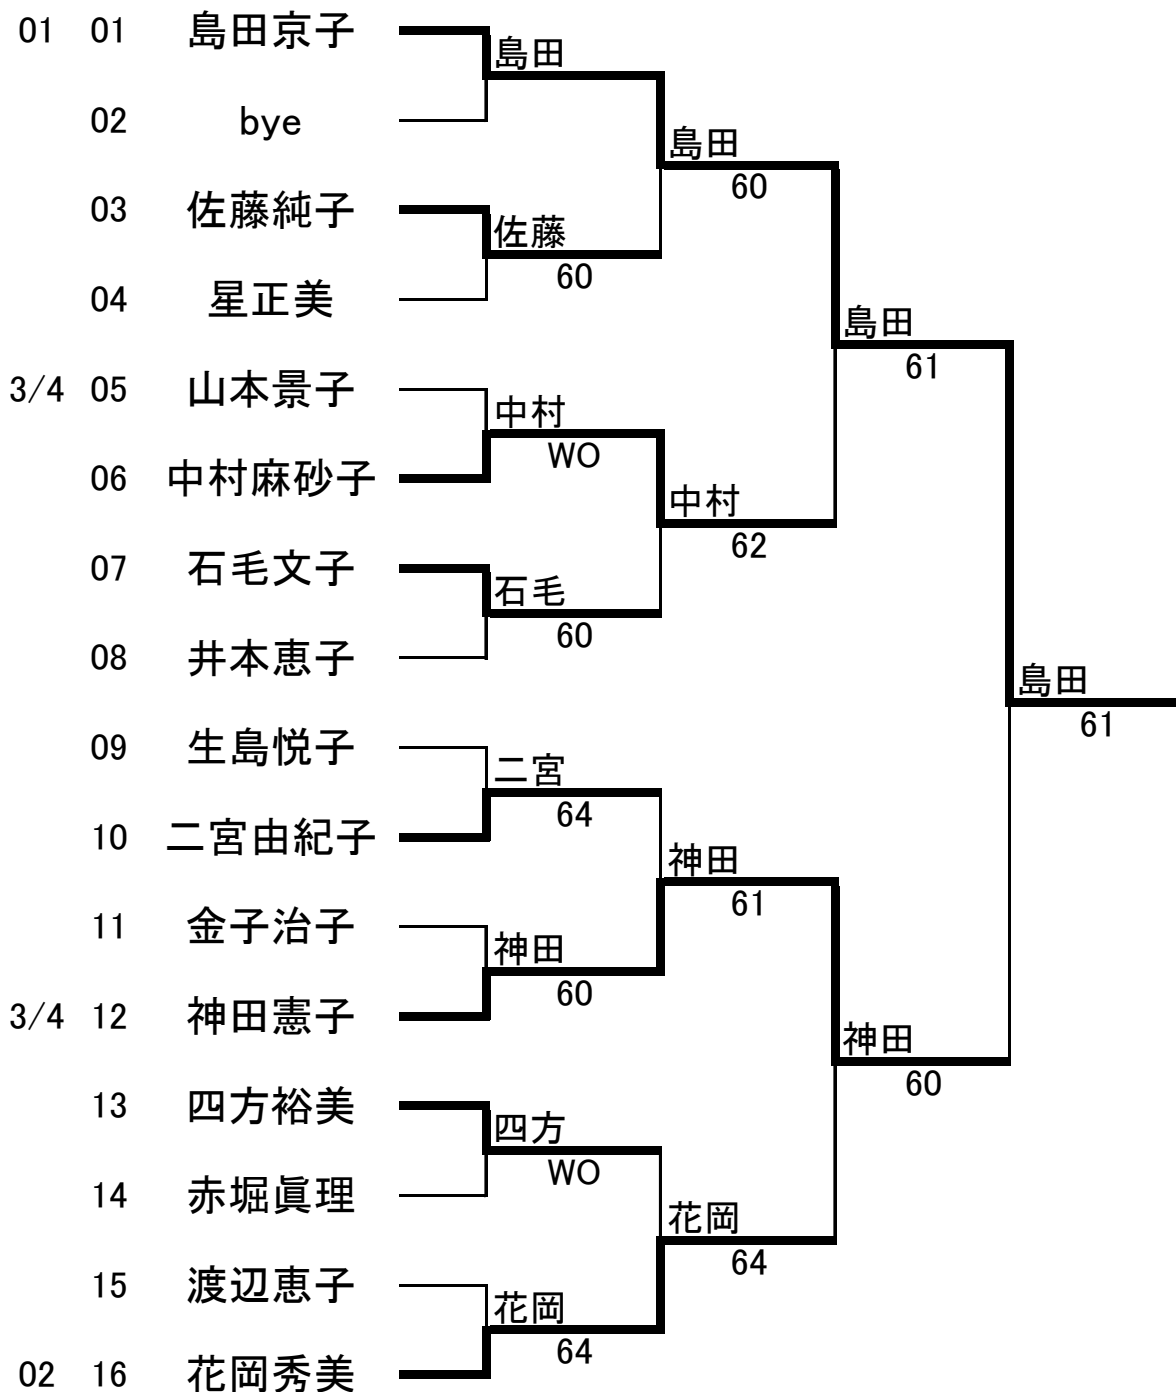 01 01 島田京子
島田
02 bye
島田
60
03 佐藤純子
佐藤
60
04 星正美
島田
61
3/4 05 山本景子
中村
WO
06 中村麻砂子
中村
62
07 石毛文子
石毛
60
08 井本恵子
島田
61
09 生島悦子
二宮
64
10 二宮由紀子
神田
61
11 金子治子
神田
60
3/4 12 神田憲子
神田
60
13 四方裕美
四方
WO
14 赤堀眞理
花岡
64
15 渡辺恵子
花岡
64
02 16 花岡秀美